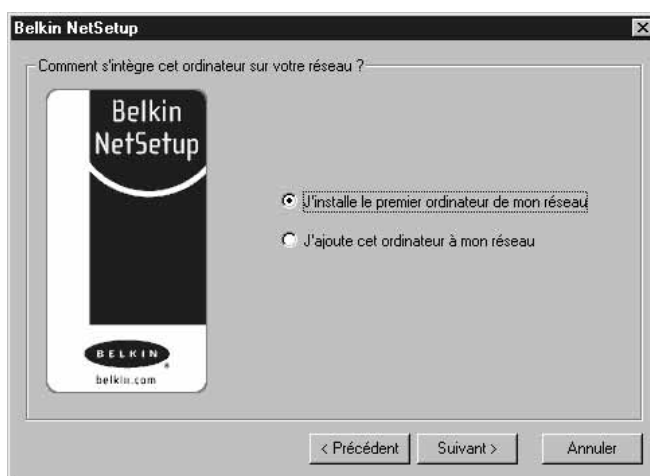 Belkin NetSetup
Comment s'intègre cet ordinateur sur votre réseau ?
Belkin
NetSetup
J'installe le premier ordinateur de mon réseau
J'ajoute cet ordinateur à mon réseau
BELKIN
®
belkin.com
< Précédent Suivant > Annuler